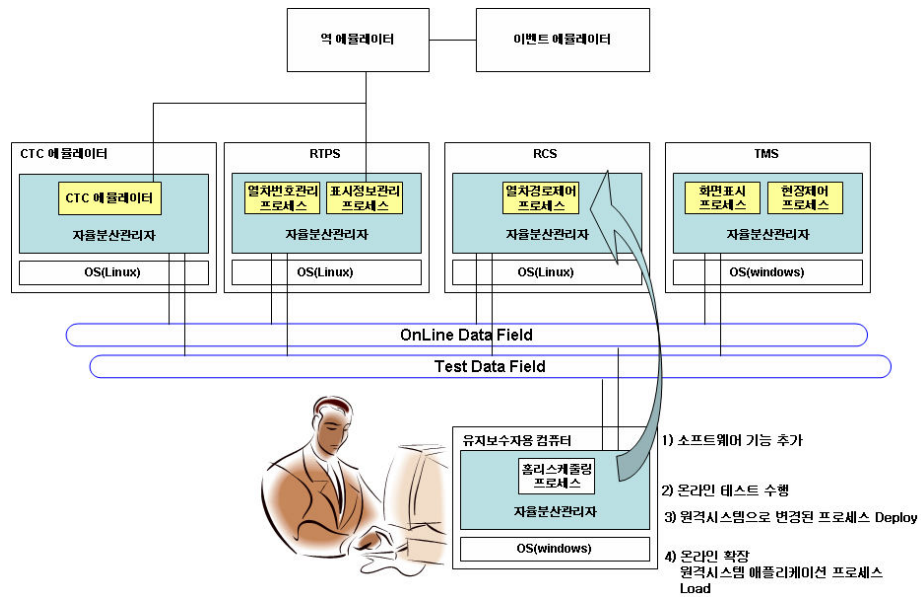 역 에뮬레이터
이벤트 에뮬레이터
CTC 에뮬레이터
CTC 에뮬레이터
자율분산관리자
OS(Linux)
RTPS
열차번호관리
프로세스
표시정보관리
프로세스
자율분산관리자
OS(Linux)
RCS
열차경로제어
프로세스
자율분산관리자
OS(Linux)
TMS
화면표시
프로세스
현장제어
프로세스
자율분산관리자
OS(windows)
OnLine Data Field
Test Data Field
유지보수자용 컴퓨터
홈리스케줄링
프로세스
자율분산관리자
OS(windows)
1) 소프트웨어 기능 추가
2) 온라인 테스트 수행
3) 원격시스템으로 변경된 프로세스 Deploy
4) 온라인 확장
원격시스템 애플리케이션 프로세스
Load